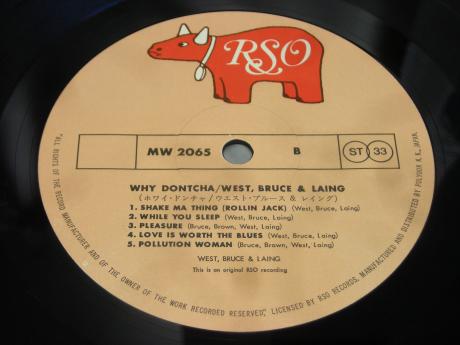 RSO
MW 2065
B
ST 33
WHY DONTCHA/WEST, BRUCE & LAING
(ホワイ・ドンチャ/ウエスト・ブルース & レイング)
1. SHAKE MA THING (ROLLIN JACK) (West, Bruce, Laing)
2. WHILE YOU SLEEP (West, Bruce, Laing)
3. PLEASURE (Bruce, Brown, West, Laing)
4. LOVE IS WORTH THE BLUES (West, Bruce, Laing)
5. POLLUTION WOMAN (Bruce, Brown, West, Laing)
WEST, BRUCE & LAING
This is an original RSO recording
"ALL RIGHTS OF THE RECORD MANUFACTURER AND OF THE OWNER OF THE WORK RECORDED RESERVED," LICENSED BY RSO RECORDS, MANUFACTURED AND DISTRIBUTED BY POLYDOR K. K., JAPAN.